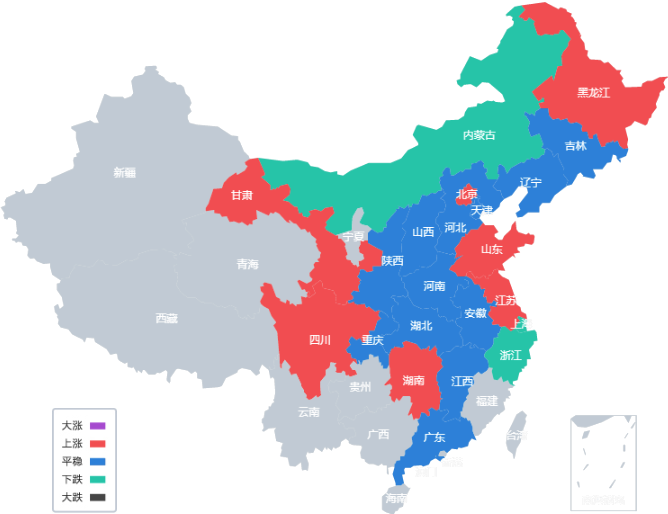 黑龙江
内蒙古
吉林
新疆
辽宁
甘肃
北京
天津
宁夏
山西
河北
山东
青海
陕西
河南
江苏
西藏
安徽
上海
湖北
四川
重庆
浙江
湖南
江西
贵州
福建
云南
广西
广东
台湾
海南
大涨
上涨
平稳
下跌
大跌